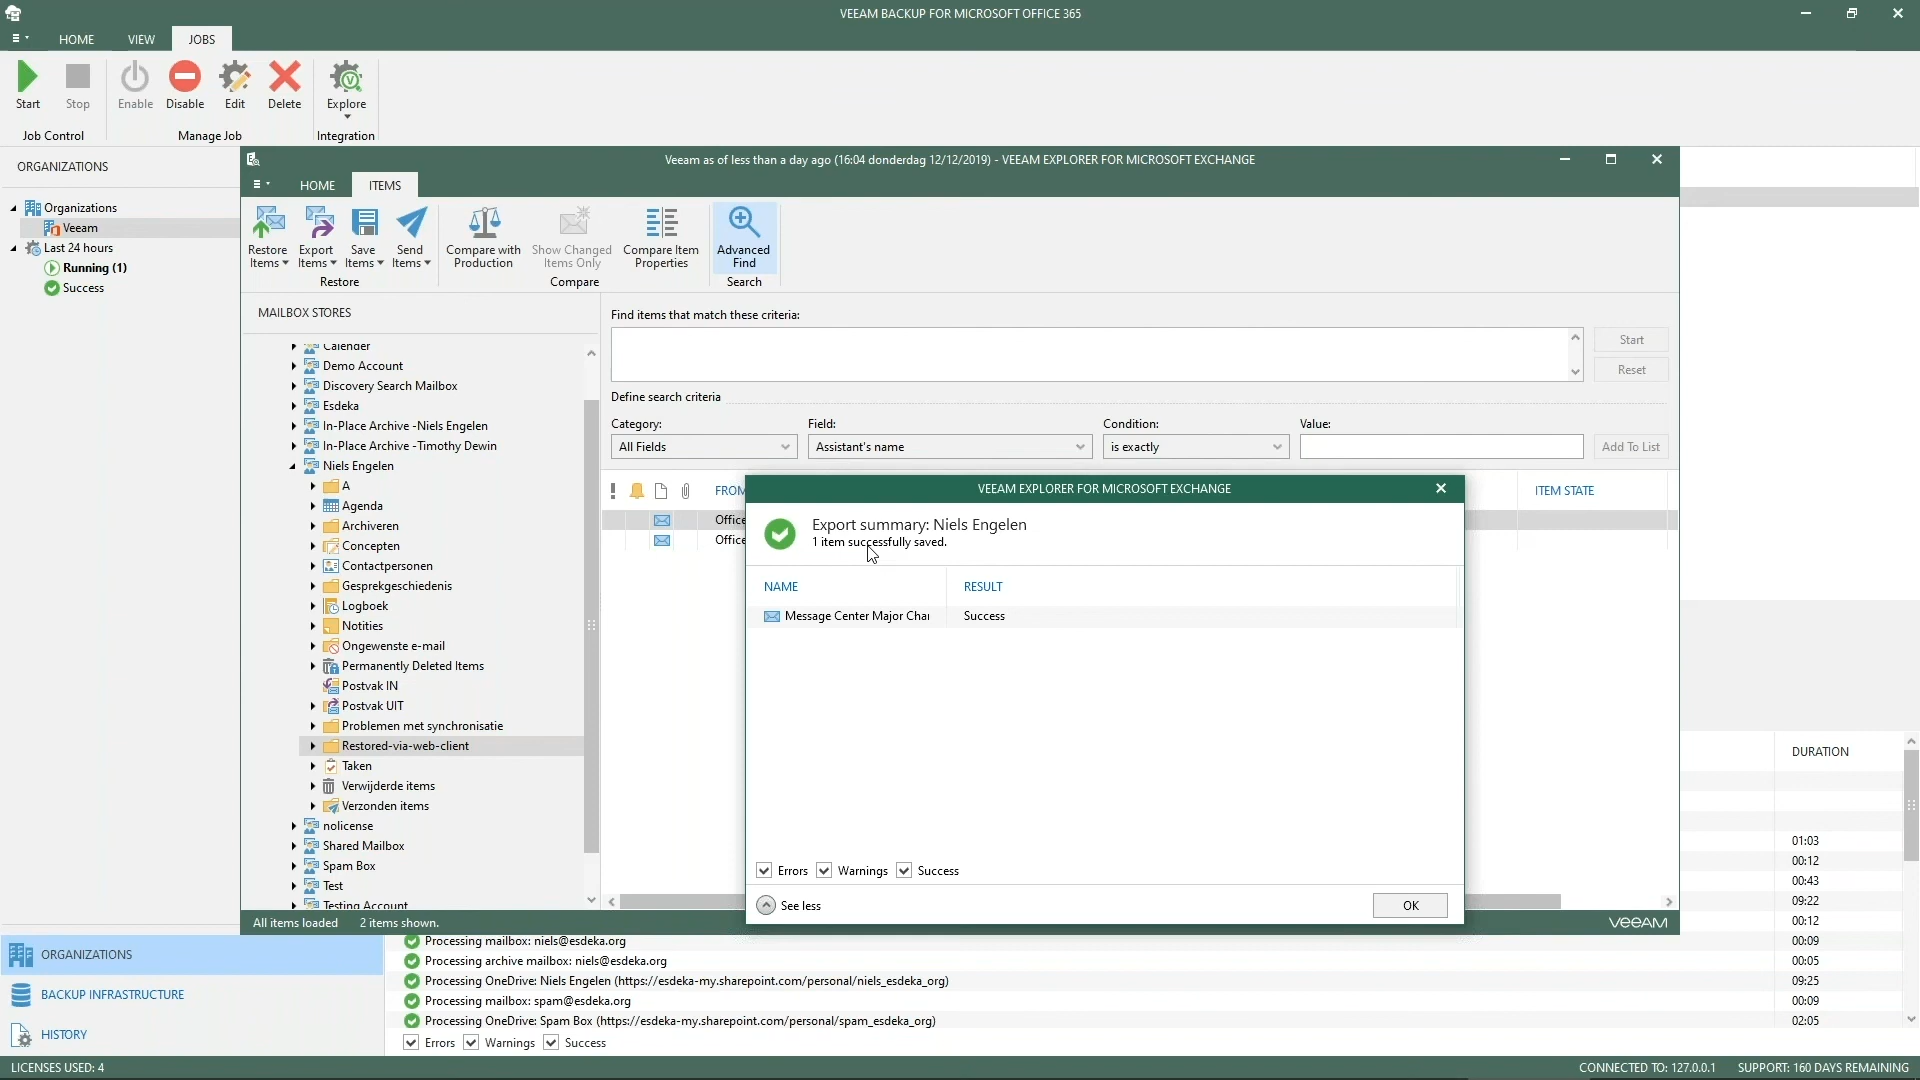 VEEAM BACKUP FOR MICROSOFT OFFICE 365
HOME VIEW JOBS
Start Stop Enable Disable Edit Delete Explore
Job Control Manage Job Integration
ORGANIZATIONS
Organizations
Veeam
Last 24 hours
Running (1)
Success
Veeam as of less than a day ago (16:04 donderdag 12/12/2019) - VEEAM EXPLORER FOR MICROSOFT EXCHANGE
HOME ITEMS
Restore Items
Export Items
Save Items
Send Items
Compare with Production
Show Changed Items Only
Compare Item Properties
Advanced Find
Restore Compare Search
MAILBOX STORES
Calender
Demo Account
Discovery Search Mailbox
Esdeka
In-Place Archive -Niels Engelen
In-Place Archive -Timothy Dewin
Niels Engelen
A
Agenda
Archiveren
Concepten
Contactpersonen
Gesprekgeschiedenis
Logboek
Notities
Ongewenste e-mail
Permanently Deleted Items
Postvak IN
Postvak UIT
Problemen met synchronisatie
Restored-via-web-client
Taken
Verwijderde items
Verzonden items
nolicense
Shared Mailbox
Spam Box
Test
Testing Account
Find items that match these criteria:
Start
Reset
Define search criteria
Category: Field: Condition: Value:
All Fields Assistant's name is exactly Add To List
FROM ITEM STATE
Office
Office
VEEAM EXPLORER FOR MICROSOFT EXCHANGE
Export summary: Niels Engelen
1 item successfully saved.
NAME RESULT
Message Center Major Cha Success
Errors Warnings Success
See less OK
All items loaded 2 items shown. VEEAM
DURATION
01:03
00:12
00:43
09:22
00:12
Processing mailbox: niels@esdeka.org 00:09
Processing archive mailbox: niels@esdeka.org 00:05
Processing OneDrive: Niels Engelen (https://esdeka-my.sharepoint.com/personal/niels_esdeka_org) 09:25
Processing mailbox: spam@esdeka.org 00:09
Processing OneDrive: Spam Box (https://esdeka-my.sharepoint.com/personal/spam_esdeka_org) 02:05
Errors Warnings Success
ORGANIZATIONS
BACKUP INFRASTRUCTURE
HISTORY
LICENSES USED: 4 CONNECTED TO: 127.0.0.1 SUPPORT: 160 DAYS REMAINING